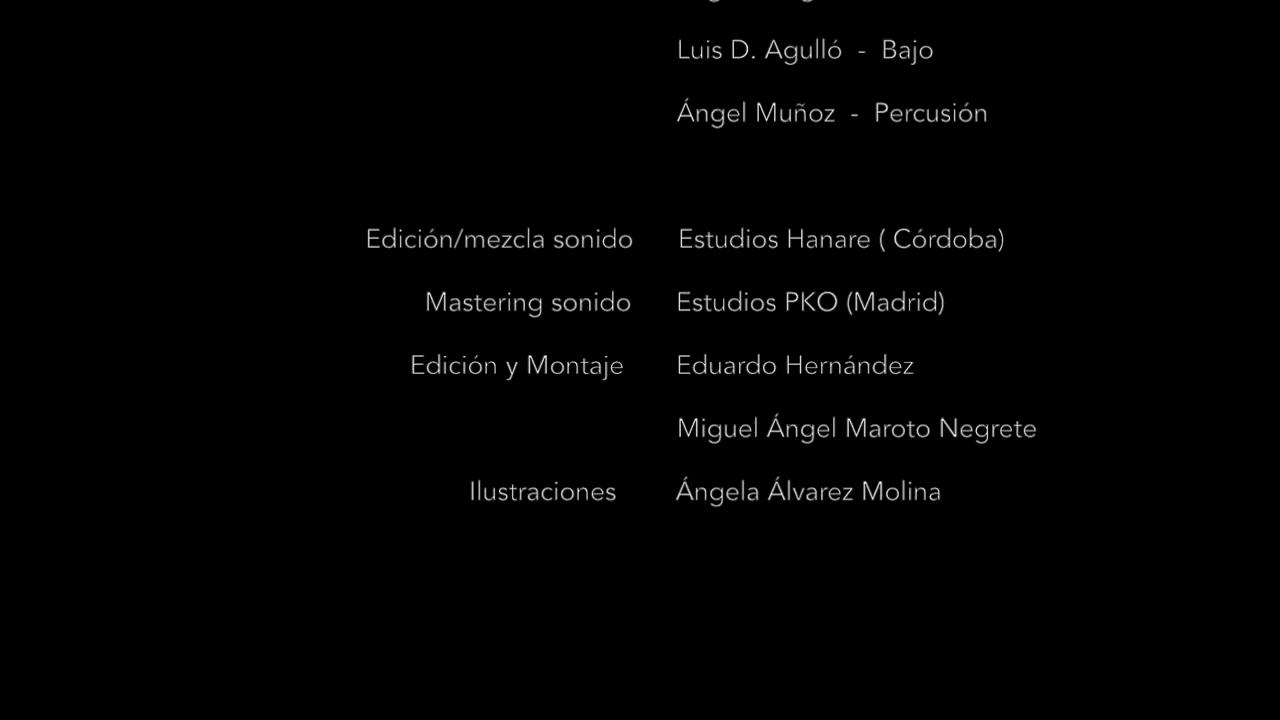 Luis D. Agulló - Bajo
Ángel Muñoz - Percusión
Edición/mezcla sonido Estudios Hanare ( Córdoba)
Mastering sonido Estudios PKO (Madrid)
Edición y Montaje Eduardo Hernández
Miguel Ángel Maroto Negrete
Ilustraciones Ángela Álvarez Molina